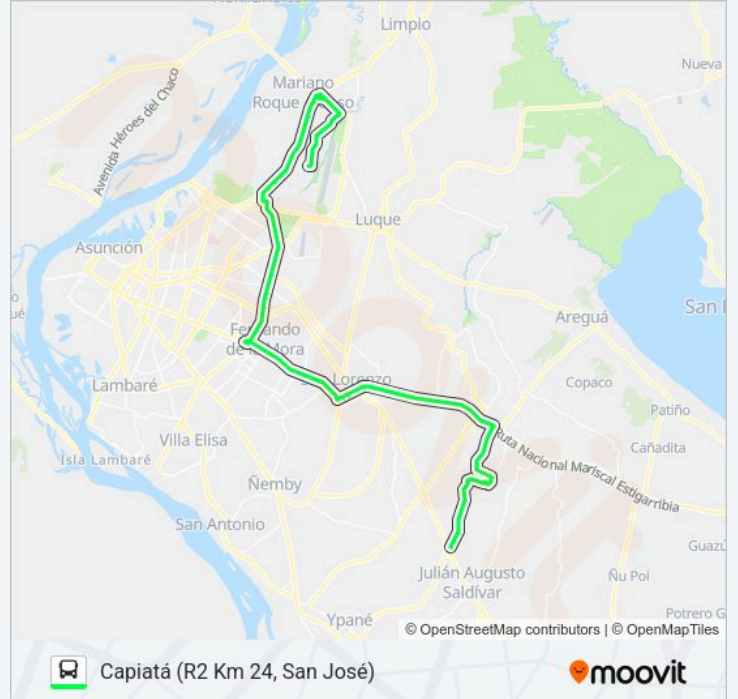 Limpio
Nueva
Mariano
Roque Alonso
Avenida Héroes del Chaco
Luque
Asunción
San
Areguá
Fernando
de la Mora
Lorenzo
Copaco
Lambaré
Patiño
Villa Elisa
Cañadita
Ruta Nacional Mariscal Estigarribia
Isla Lambaré
Ñemby
San Antonio
Guazú
Julián Augusto
Saldívar
Ñu Pol
Potrero G
Ypané
© OpenStreetMap contributors | © OpenMapTiles
Capiatá (R2 Km 24, San José)
moovit